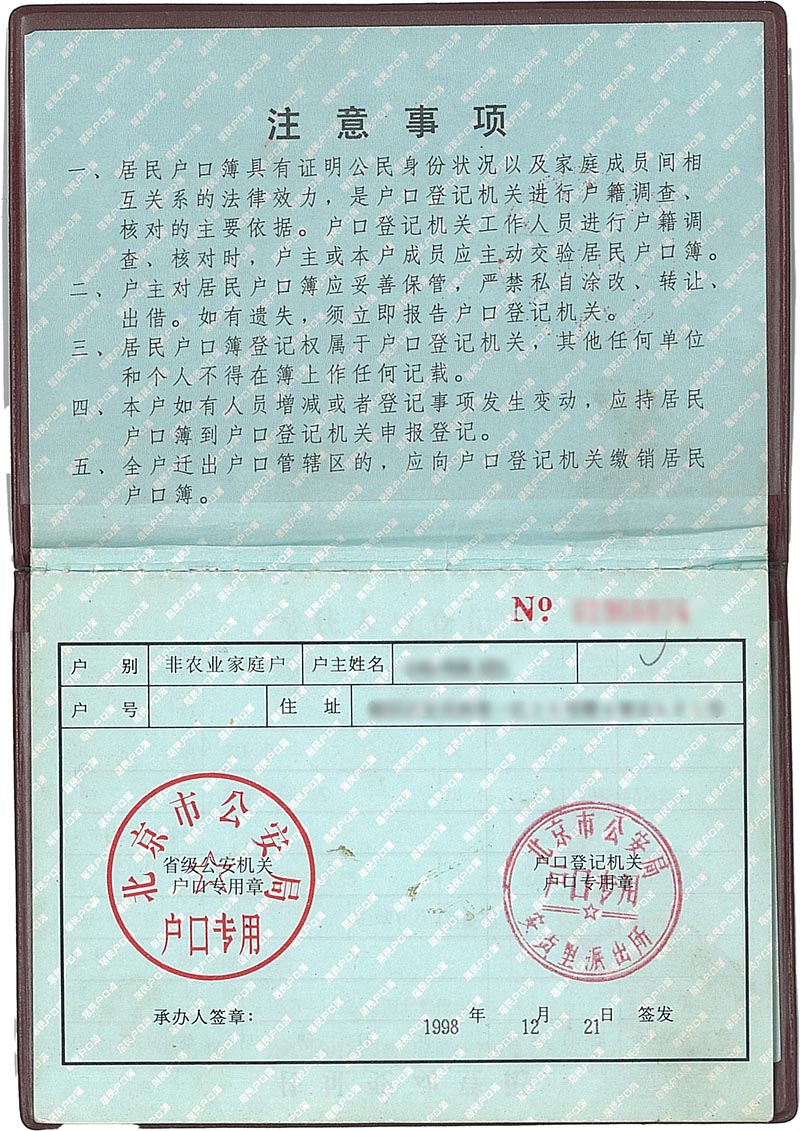 注意事项
一、居民户口簿具有证明公民身份状况以及家庭成员间相
互关系的法律效力，是户口登记机关进行户籍调查、
核对的主要依据。户口登记机关工作人员进行户籍调
查、核对时，户主或本户成员应主动交验居民户口簿。
二、户主对居民户口簿应妥善保管，严禁私自涂改、转让、
出借。如有遗失，须立即报告户口登记机关。
三、居民户口簿登记权属于户口登记机关，其他任何单位
和个人不得在簿上作任何记载。
四、本户如有人员增减或者登记事项发生变动，应持居民
户口簿到户口登记机关申报登记。
五、全户迁出户口管辖区的，应向户口登记机关缴销居民
户口簿。
No
户别 非农业家庭户 户主姓名
户号 住址
北京市公安局
省级公安机关
户口专用章
户口专用
北京市公安局
户口登记机关
户口专用章
户口专用
安贞里派出所
承办人签章： 1998年12月21日 签发